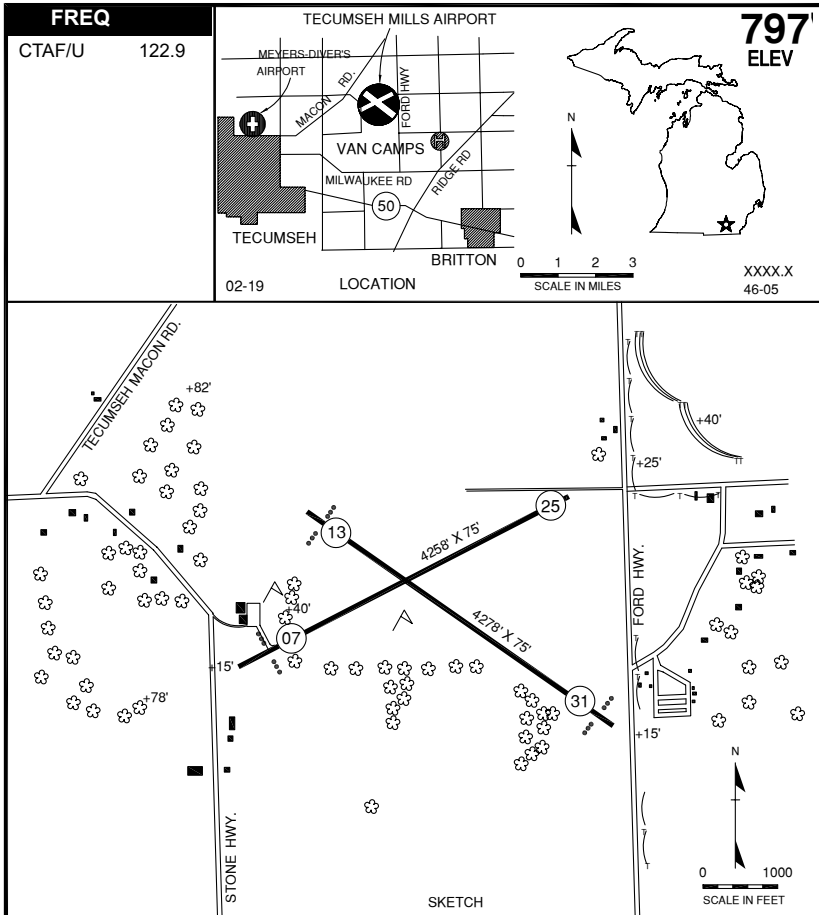 FREQ
CTAF/U 122.9
TECUMSEH MILLS AIRPORT
MEYERS-DIVER'S
AIRPORT
MACON RD.
FORD HWY
VAN CAMPS
H
MILWAUKEE RD
RIDGE RD
50
TECUMSEH
BRITTON
02-19
LOCATION
797'
ELEV
N
0 1 2 3
SCALE IN MILES
XXXX.X
46-05
TECUMSEH MACON RD.
+82'
+40'
+25'
T
T
T
T
T
T
T
T
T
TT
TT
T
T
T
25
13
4258' X 75'
FORD HWY.
+40'
07
4278' X 75'
+15'
31
+78'
+15'
T
T
T
T
N
STONE HWY.
0 1000
SCALE IN FEET
SKETCH